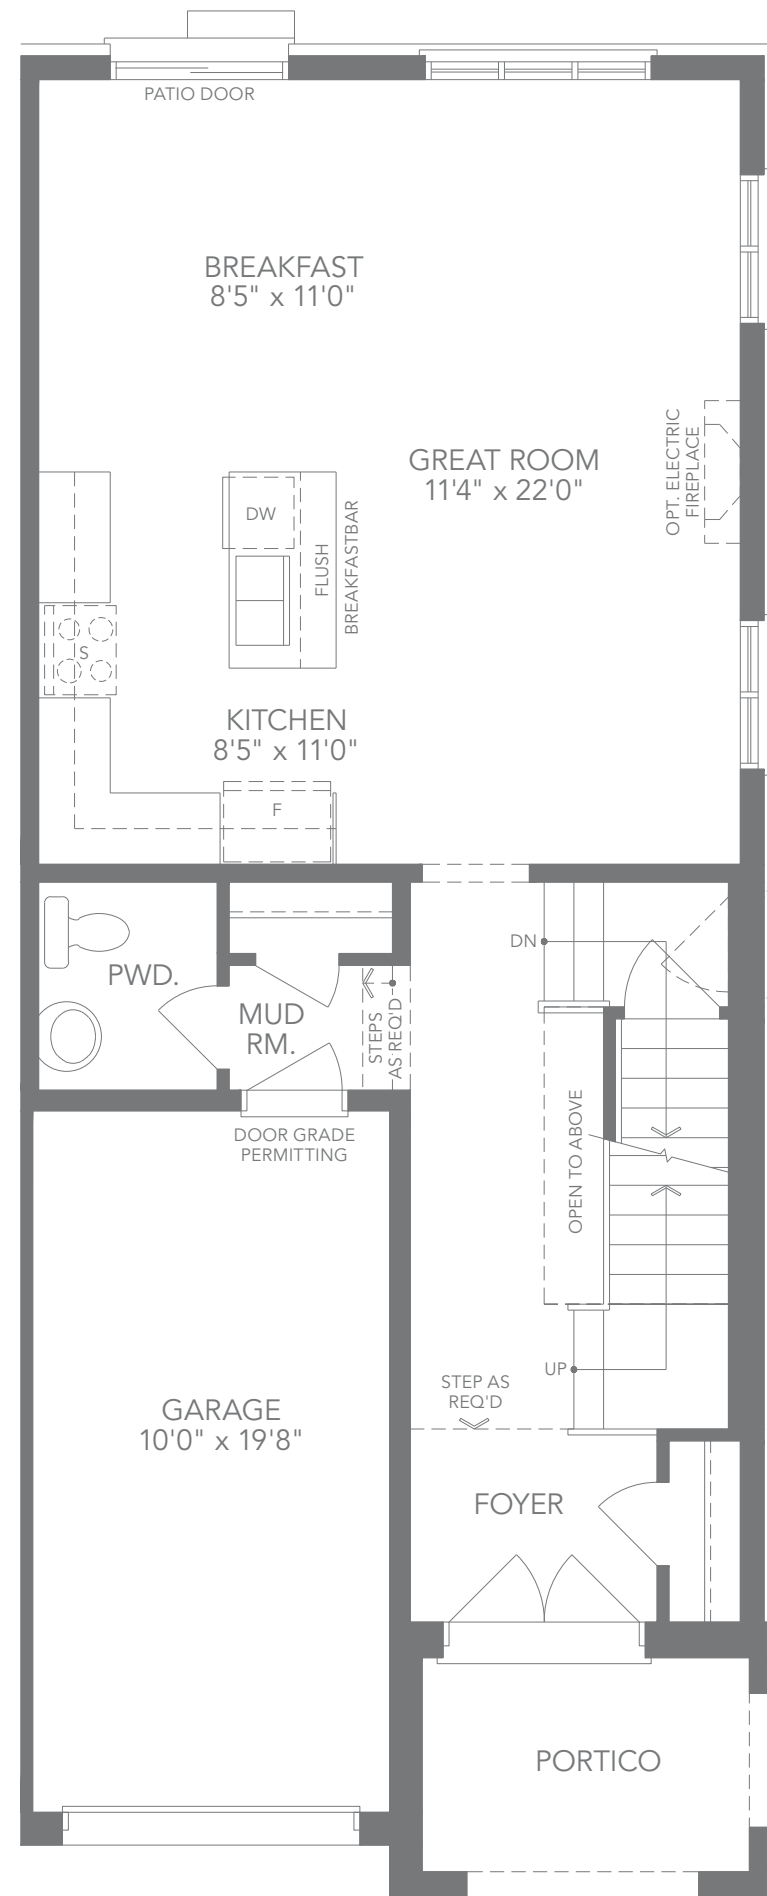 PATIO DOOR
BREAKFAST
8'5" x 11'0"
GREAT ROOM
11'4" x 22'0"
OPT. ELECTRIC
FIREPLACE
DW
FLUSH
BREAKFASTBAR
S
KITCHEN
8'5" x 11'0"
F
DN
PWD.
MUD
RM.
STEPS
AS REQ'D
DOOR GRADE
PERMITTING
OPEN TO ABOVE
UP
STEP AS
REQ'D
GARAGE
10'0" x 19'8"
FOYER
PORTICO